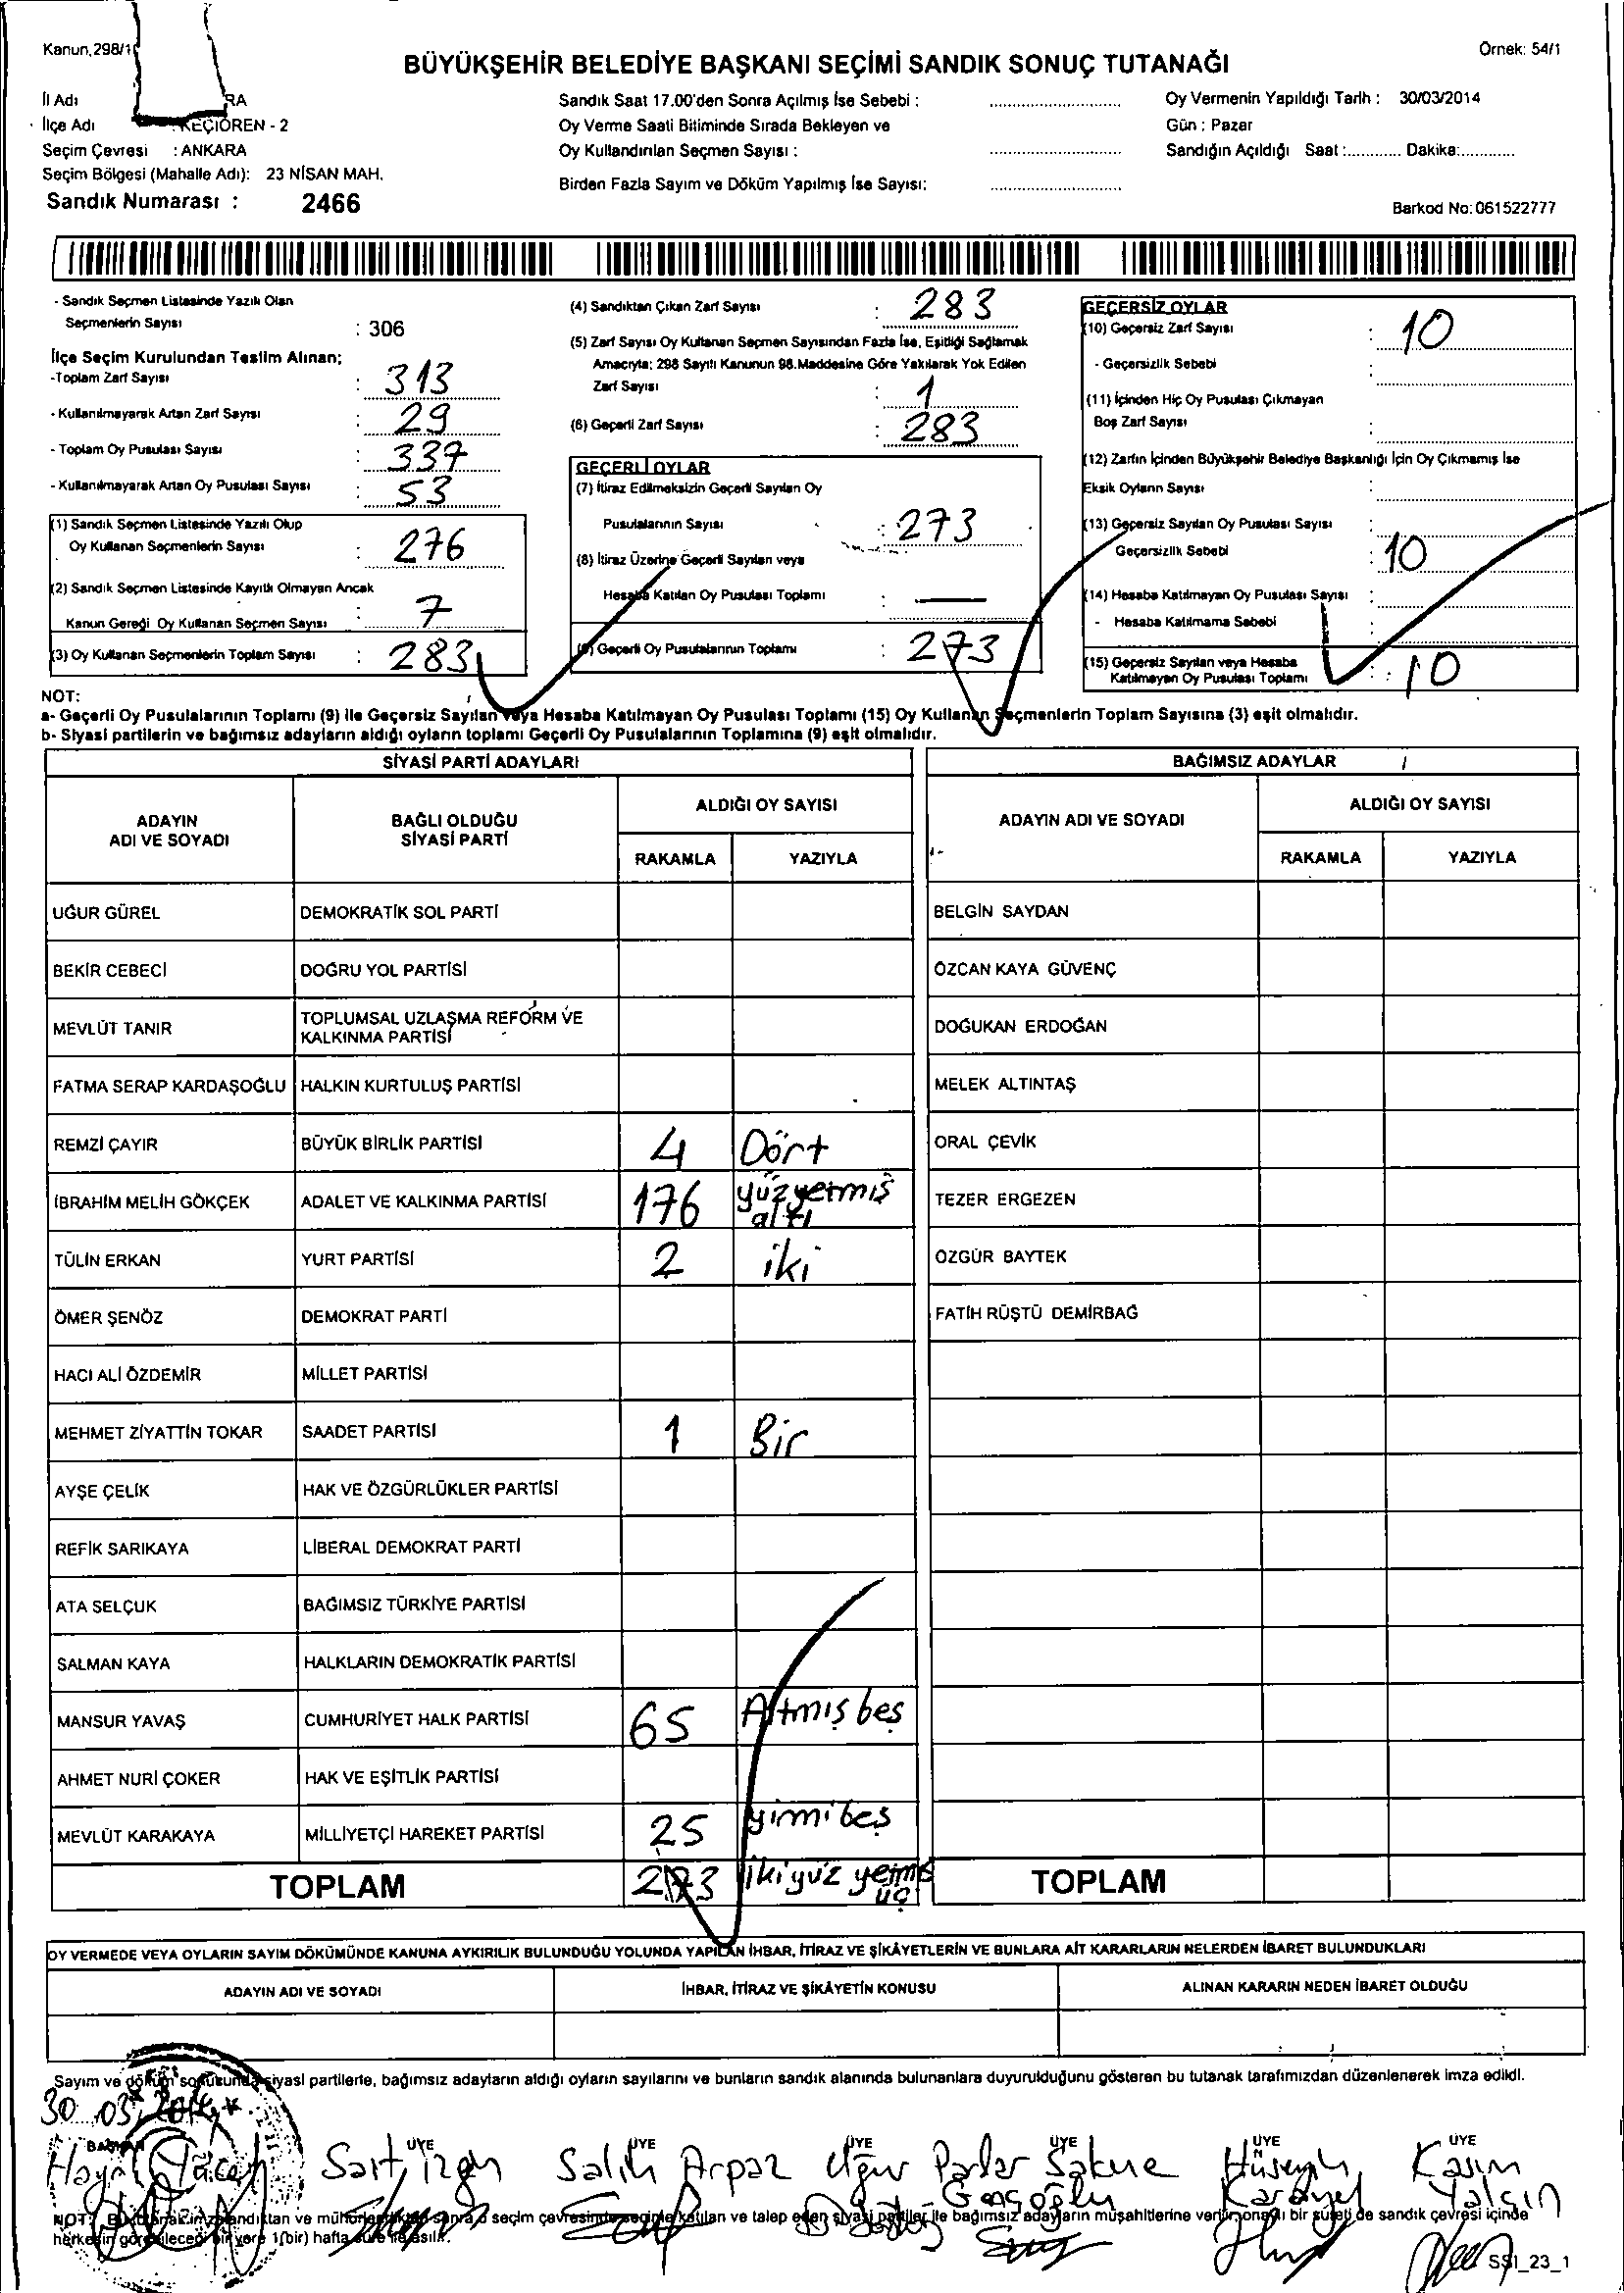 Kanun,298/1
Örnek: 54/1
BÜYÜKŞEHİR BELEDİYE BAŞKANI SEÇİMİ SANDIK SONUÇ TUTANAĞI
İl Adı RA
İlçe Adı : KEÇİÖREN - 2
Seçim Çevresi : ANKARA
Seçim Bölgesi (Mahalle Adı): 23 NİSAN MAH.
Sandık Numarası : 2466
Sandık Saat 17.00'den Sonra Açılmış İse Sebebi :
Oy Verme Saati Bitiminde Sırada Bekleyen ve
Oy Kullandırılan Seçmen Sayısı :
Birden Fazla Sayım ve Döküm Yapılmış İse Sayısı:
Oy Vermenin Yapıldığı Tarih : 30/03/2014
Gün : Pazar
Sandığın Açıldığı Saat :............ Dakika:............
Barkod No: 061522777
- Sandık Seçmen Listesinde Yazılı Olan
Seçmenlerin Sayısı : 306
İlçe Seçim Kurulundan Teslim Alınan;
-Toplam Zarf Sayısı : 313
- Kullanılmayarak Artan Zarf Sayısı : 29
- Toplam Oy Pusulası Sayısı : 337
- Kullanılmayarak Artan Oy Pusulası Sayısı : 53
(1) Sandık Seçmen Listesinde Yazılı Olup
Oy Kullanan Seçmenlerin Sayısı : 276
(2) Sandık Seçmen Listesinde Kayıtlı Olmayan Ancak
Kanun Gereği Oy Kullanan Seçmen Sayısı : 7
(3) Oy Kullanan Seçmenlerin Toplam Sayısı : 283
(4) Sandıktan Çıkan Zarf Sayısı : 283
(5) Zarf Sayısı Oy Kullanan Seçmen Sayısından Fazla İse, Eşitliği Sağlamak
Amacıyla; 298 Sayılı Kanunun 98.Maddesine Göre Yakılarak Yok Edilen
Zarf Sayısı : 1
(6) Geçerli Zarf Sayısı : 283
GEÇERLİ OYLAR
(7) İtiraz Edilmeksizin Geçerli Sayılan Oy
Pusulalarının Sayısı : 273
(8) İtiraz Üzerine Geçerli Sayılan veya
Hesaba Katılan Oy Pusulası Toplamı : —
(9) Geçerli Oy Pusulalarının Toplamı : 273
GEÇERSİZ OYLAR
(10) Geçersiz Zarf Sayısı : 10
- Geçersizlik Sebebi :
(11) İçinden Hiç Oy Pusulası Çıkmayan
Boş Zarf Sayısı :
(12) Zarfın İçinden Büyükşehir Belediye Başkanlığı İçin Oy Çıkmamış İse
Eksik Oyların Sayısı :
(13) Geçersiz Sayılan Oy Pusulası Sayısı :
Geçersizlik Sebebi : 10
(14) Hesaba Katılmayan Oy Pusulası Sayısı :
- Hesaba Katılmama Sebebi :
(15) Geçersiz Sayılan veya Hesaba
Katılmayan Oy Pusulası Toplamı : 10
NOT:
a- Geçerli Oy Pusulalarının Toplamı (9) ile Geçersiz Sayılan veya Hesaba Katılmayan Oy Pusulası Toplamı (15) Oy Kullanan Seçmenlerin Toplam Sayısına (3) eşit olmalıdır.
b- Siyasi partilerin ve bağımsız adayların aldığı oyların toplamı Geçerli Oy Pusulalarının Toplamına (9) eşit olmalıdır.
SİYASİ PARTİ ADAYLARI
BAĞIMSIZ ADAYLAR
ADAYIN
ADI VE SOYADI
BAĞLI OLDUĞU
SİYASİ PARTİ
ALDIĞI OY SAYISI
RAKAMLA YAZIYLA
ADAYIN ADI VE SOYADI
ALDIĞI OY SAYISI
RAKAMLA YAZIYLA
UĞUR GÜREL DEMOKRATİK SOL PARTİ BELGİN SAYDAN
BEKİR CEBECİ DOĞRU YOL PARTİSİ ÖZCAN KAYA GÜVENÇ
MEVLÜT TANIR TOPLUMSAL UZLAŞMA REFORM VE
KALKINMA PARTİSİ DOĞUKAN ERDOĞAN
FATMA SERAP KARDAŞOĞLU HALKIN KURTULUŞ PARTİSİ MELEK ALTINTAŞ
REMZİ ÇAYIR BÜYÜK BİRLİK PARTİSİ 4 Dört ORAL ÇEVİK
İBRAHİM MELİH GÖKÇEK ADALET VE KALKINMA PARTİSİ 176 yüzyetmiş
altı TEZER ERGEZEN
TÜLİN ERKAN YURT PARTİSİ 2 iki ÖZGÜR BAYTEK
ÖMER ŞENÖZ DEMOKRAT PARTİ FATİH RÜŞTÜ DEMİRBAĞ
HACI ALİ ÖZDEMİR MİLLET PARTİSİ
MEHMET ZİYATTİN TOKAR SAADET PARTİSİ 1 Bir
AYŞE ÇELİK HAK VE ÖZGÜRLÜKLER PARTİSİ
REFİK SARIKAYA LİBERAL DEMOKRAT PARTİ
ATA SELÇUK BAĞIMSIZ TÜRKİYE PARTİSİ
SALMAN KAYA HALKLARIN DEMOKRATİK PARTİSİ
MANSUR YAVAŞ CUMHURİYET HALK PARTİSİ 65 Altmış beş
AHMET NURİ ÇOKER HAK VE EŞİTLİK PARTİSİ
MEVLÜT KARAKAYA MİLLİYETÇİ HAREKET PARTİSİ 25 yirmi beş
TOPLAM 273 iki yüz yetmiş
üç TOPLAM
OY VERMEDE VEYA OYLARIN SAYIM DÖKÜMÜNDE KANUNA AYKIRILIK BULUNDUĞU YOLUNDA YAPILAN İHBAR, İTİRAZ VE ŞİKÂYETLERİN VE BUNLARA AİT KARARLARIN NELERDEN İBARET BULUNDUKLARI
ADAYIN ADI VE SOYADI İHBAR, İTİRAZ VE ŞİKÂYETİN KONUSU ALINAN KARARIN NEDEN İBARET OLDUĞU
Sayım ve döküm sonucunda siyasi partilerle, bağımsız adayların aldığı oyların sayılarını ve bunların sandık alanında bulunanlara duyurulduğunu gösteren bu tutanak tarafımızdan düzenlenerek imza edildi.
30 03 2014
BAŞKAN ÜYE ÜYE ÜYE ÜYE ÜYE ÜYE
Salih Arpaz Uğur Hüseyin Kasım
Gençoğlu Yalçın
NOT: Bu tutanak imzalandıktan ve mühürlendikten sonra o seçim çevresinde seçime katılan ve talep eden siyasi partiler ile bağımsız adayların müşahitlerine verilir, onaylı bir sureti de sandık çevresi içinde
herkesin görebileceği bir yere 1(bir) hafta süre ile asılır.
SS1_23_1